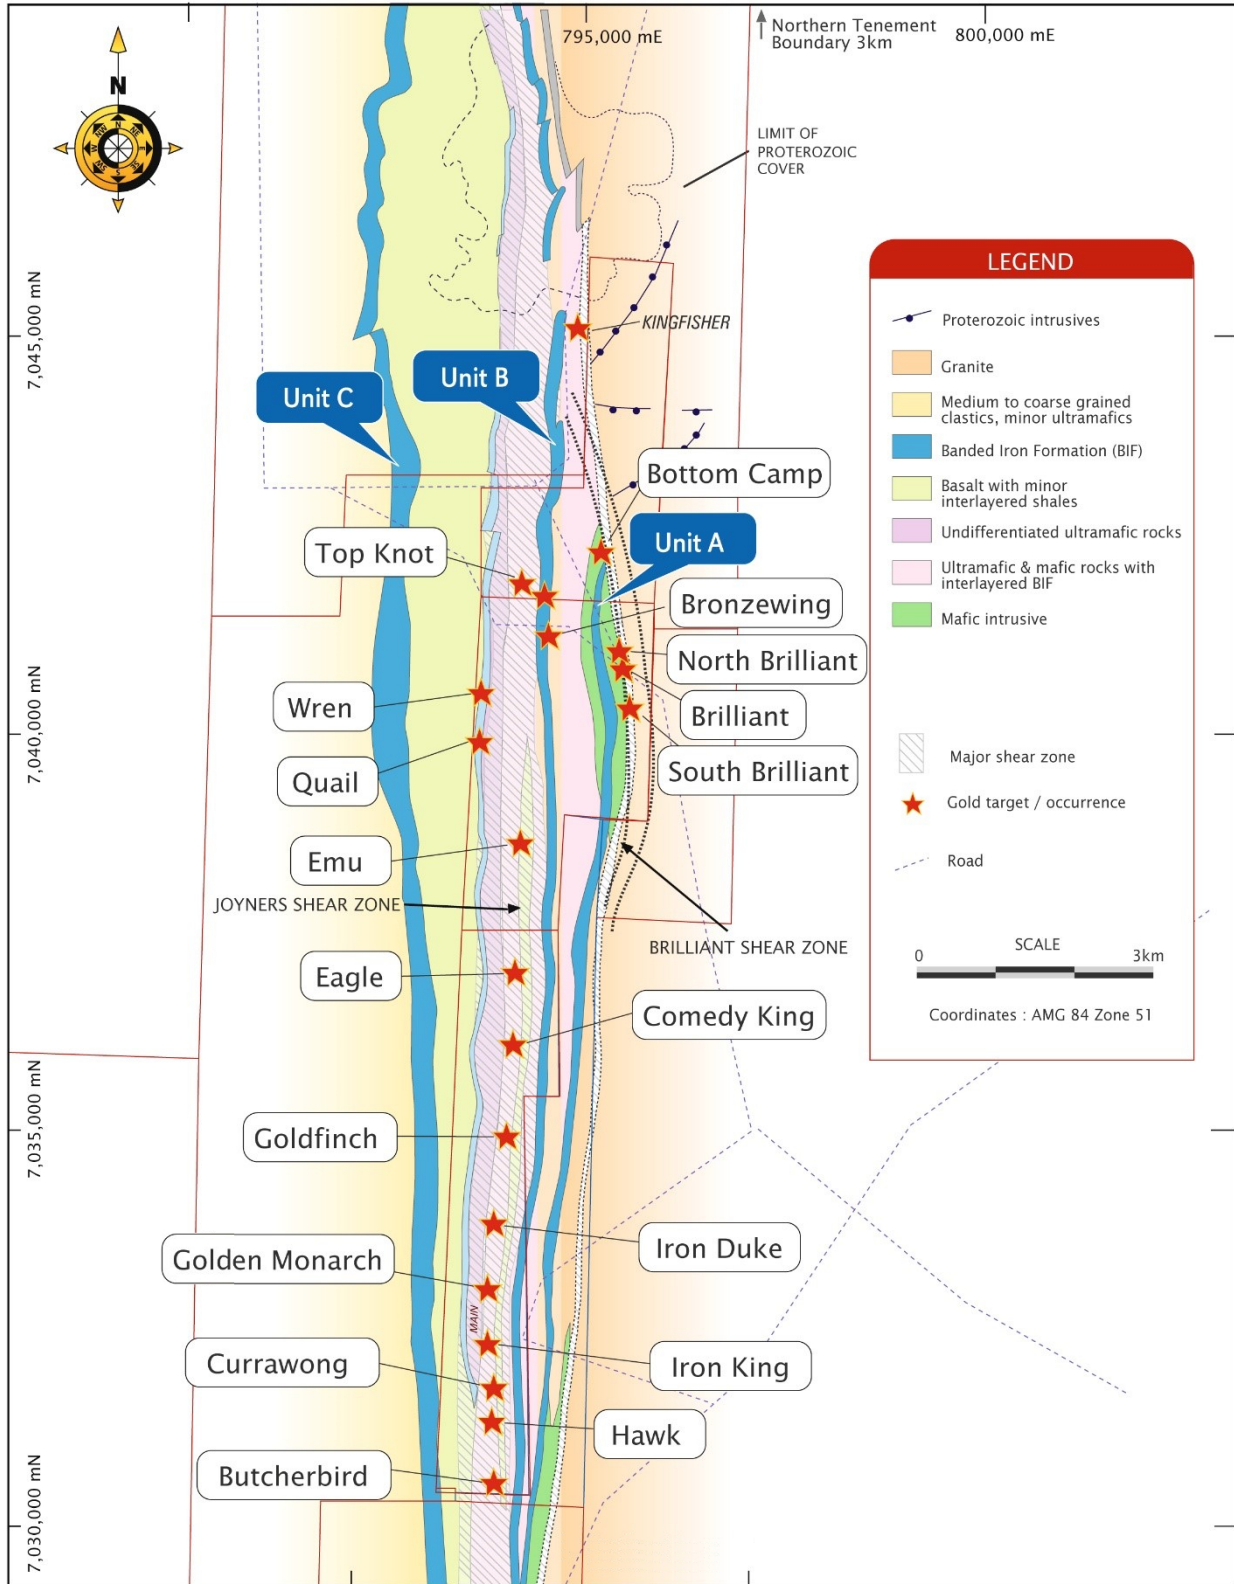 795,000 mE
Northern Tenement
Boundary 3km
800,000 mE
N
N
NE
E
SE
S
SW
W
NW
LIMIT OF
PROTEROZOIC
COVER
7,045,000 mN
7,040,000 mN
7,035,000 mN
7,030,000 mN
KINGFISHER
Unit C
Unit B
Bottom Camp
Unit A
Top Knot
Bronzewing
North Brilliant
Wren
Brilliant
Quail
South Brilliant
Emu
JOYNERS SHEAR ZONE
BRILLIANT SHEAR ZONE
Eagle
Comedy King
Goldfinch
Iron Duke
Golden Monarch
MAIN
Currawong
Iron King
Hawk
Butcherbird
LEGEND
Proterozoic intrusives
Granite
Medium to coarse grained
clastics, minor ultramafics
Banded Iron Formation (BIF)
Basalt with minor
interlayered shales
Undifferentiated ultramafic rocks
Ultramafic & mafic rocks with
interlayered BIF
Mafic intrusive
Major shear zone
Gold target / occurrence
Road
SCALE
0 3km
Coordinates : AMG 84 Zone 51